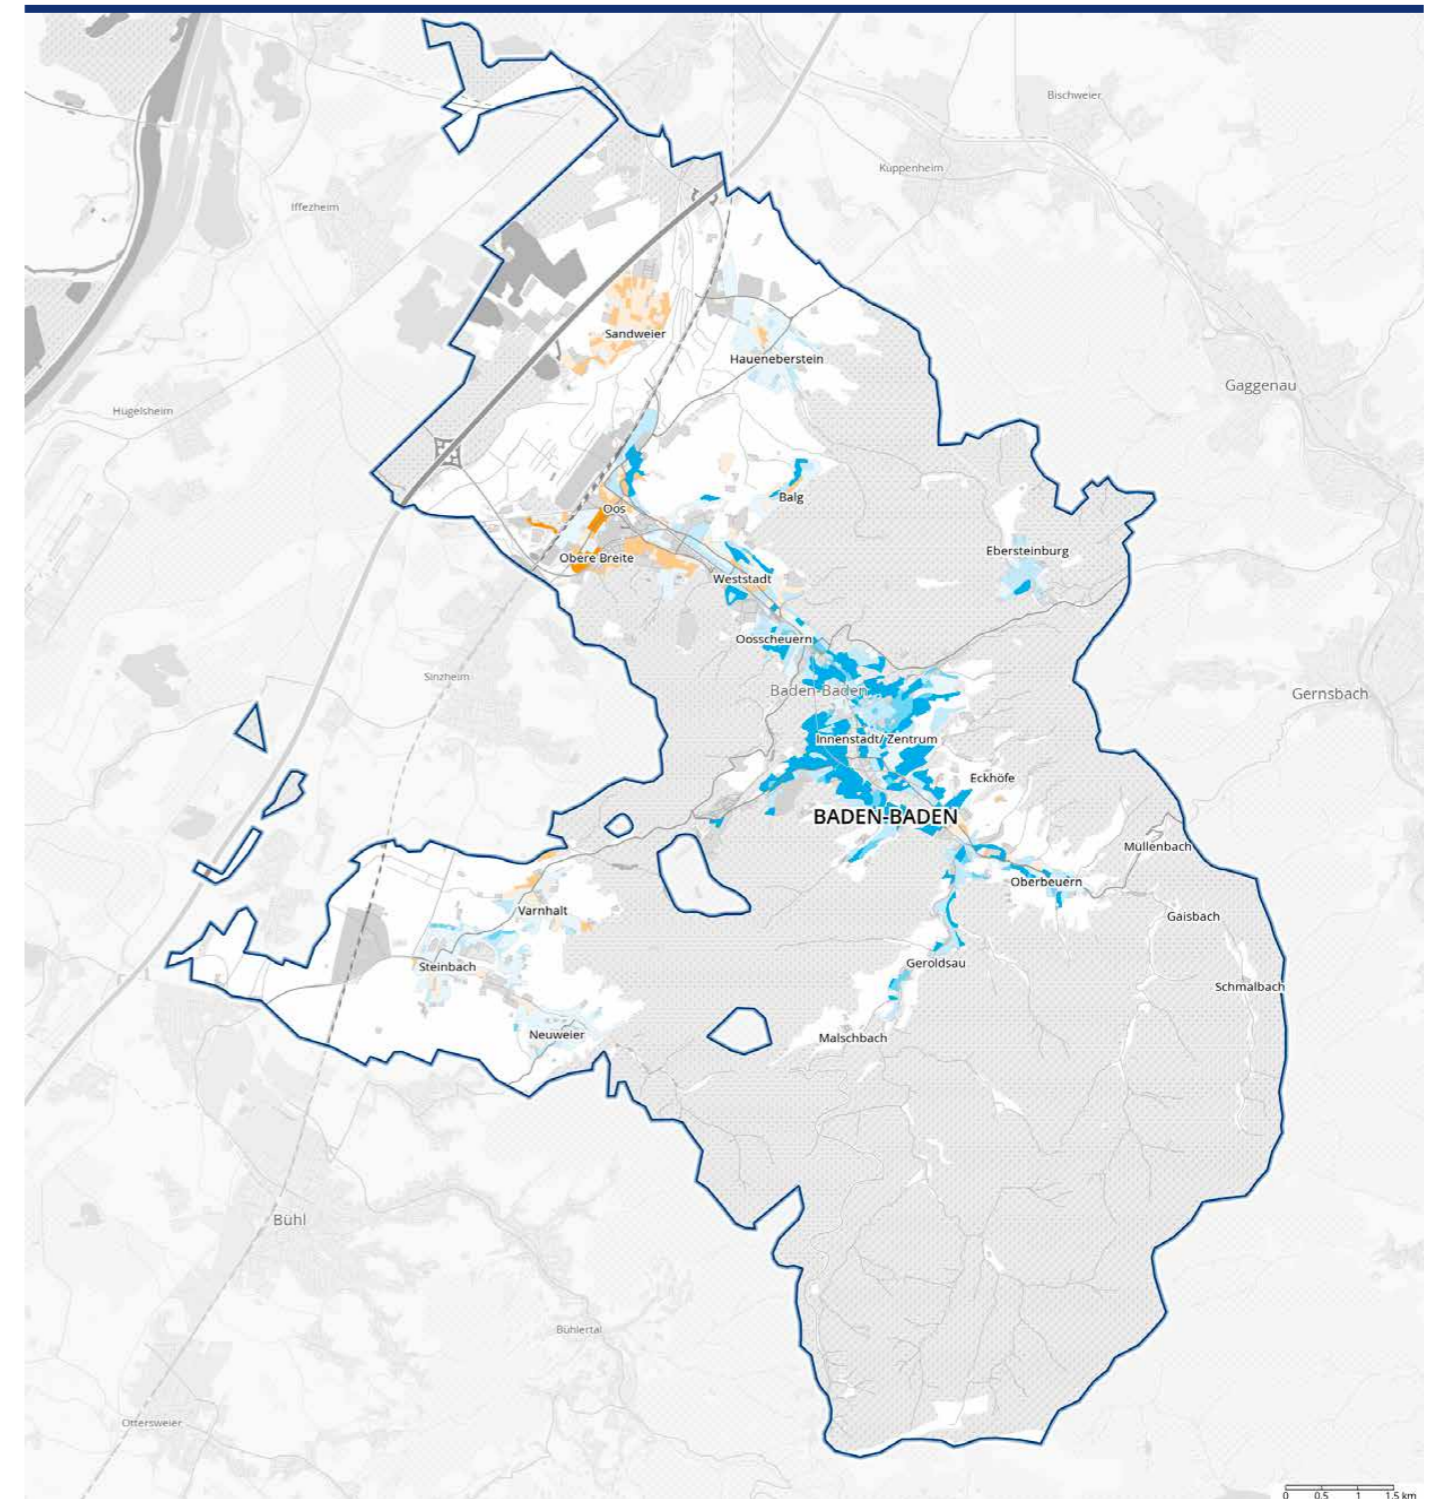 Bischweier
Kuppenheim
Iffezheim
Sandweier
Haueneberstein
Gaggenau
Hügelsheim
Balg
Oos
Ebersteinburg
Obere Breite
Weststadt
Oosscheuern
Sinzheim
Baden-Baden
Gernsbach
Innenstadt/ Zentrum
Eckhöfe
BADEN-BADEN
Müllenbach
Oberbeuern
Varnhalt
Gaisbach
Geroldsau
Steinbach
Schmalbach
Neuweier
Malschbach
Bühl
Bühlertal
Ottersweier
0 0.5 1 1.5 km